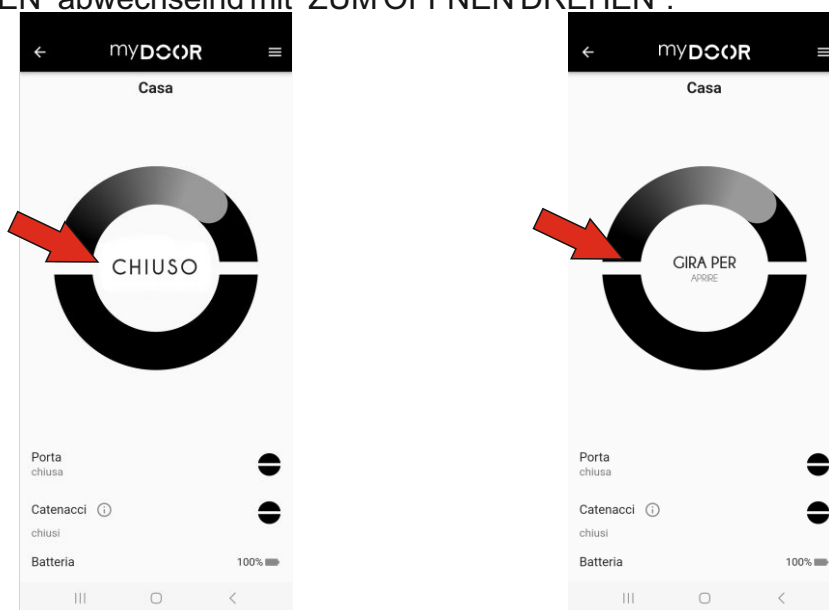 EN" abwechselnd mit "ZUM ÖFFNEN DREHEN".
myDOOR
Casa
CHIUSO
Porta
chiusa
Catenacci
chiusi
Batteria
100%
myDOOR
Casa
GIRA PER
APRIRE
Porta
chiusa
Catenacci
chiusi
Batteria
100%